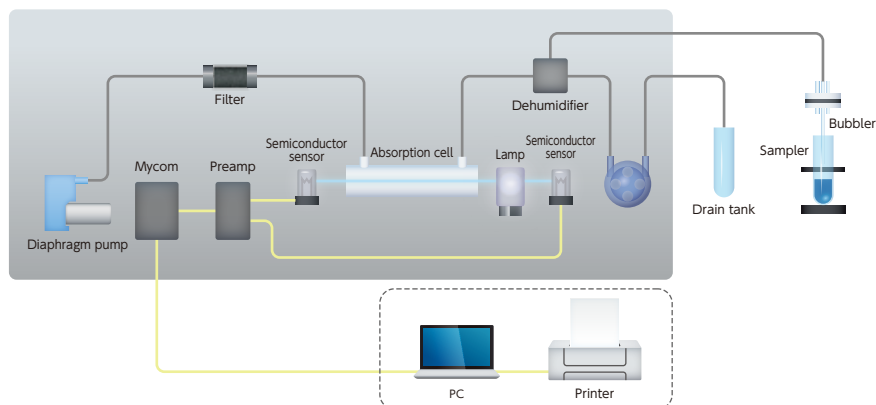 Filter
Dehumidifier
Bubbler
Semiconductor
sensor
Absorption cell
Lamp
Semiconductor
sensor
Sampler
Mycom
Preamp
Drain tank
Diaphragm pump
PC
Printer